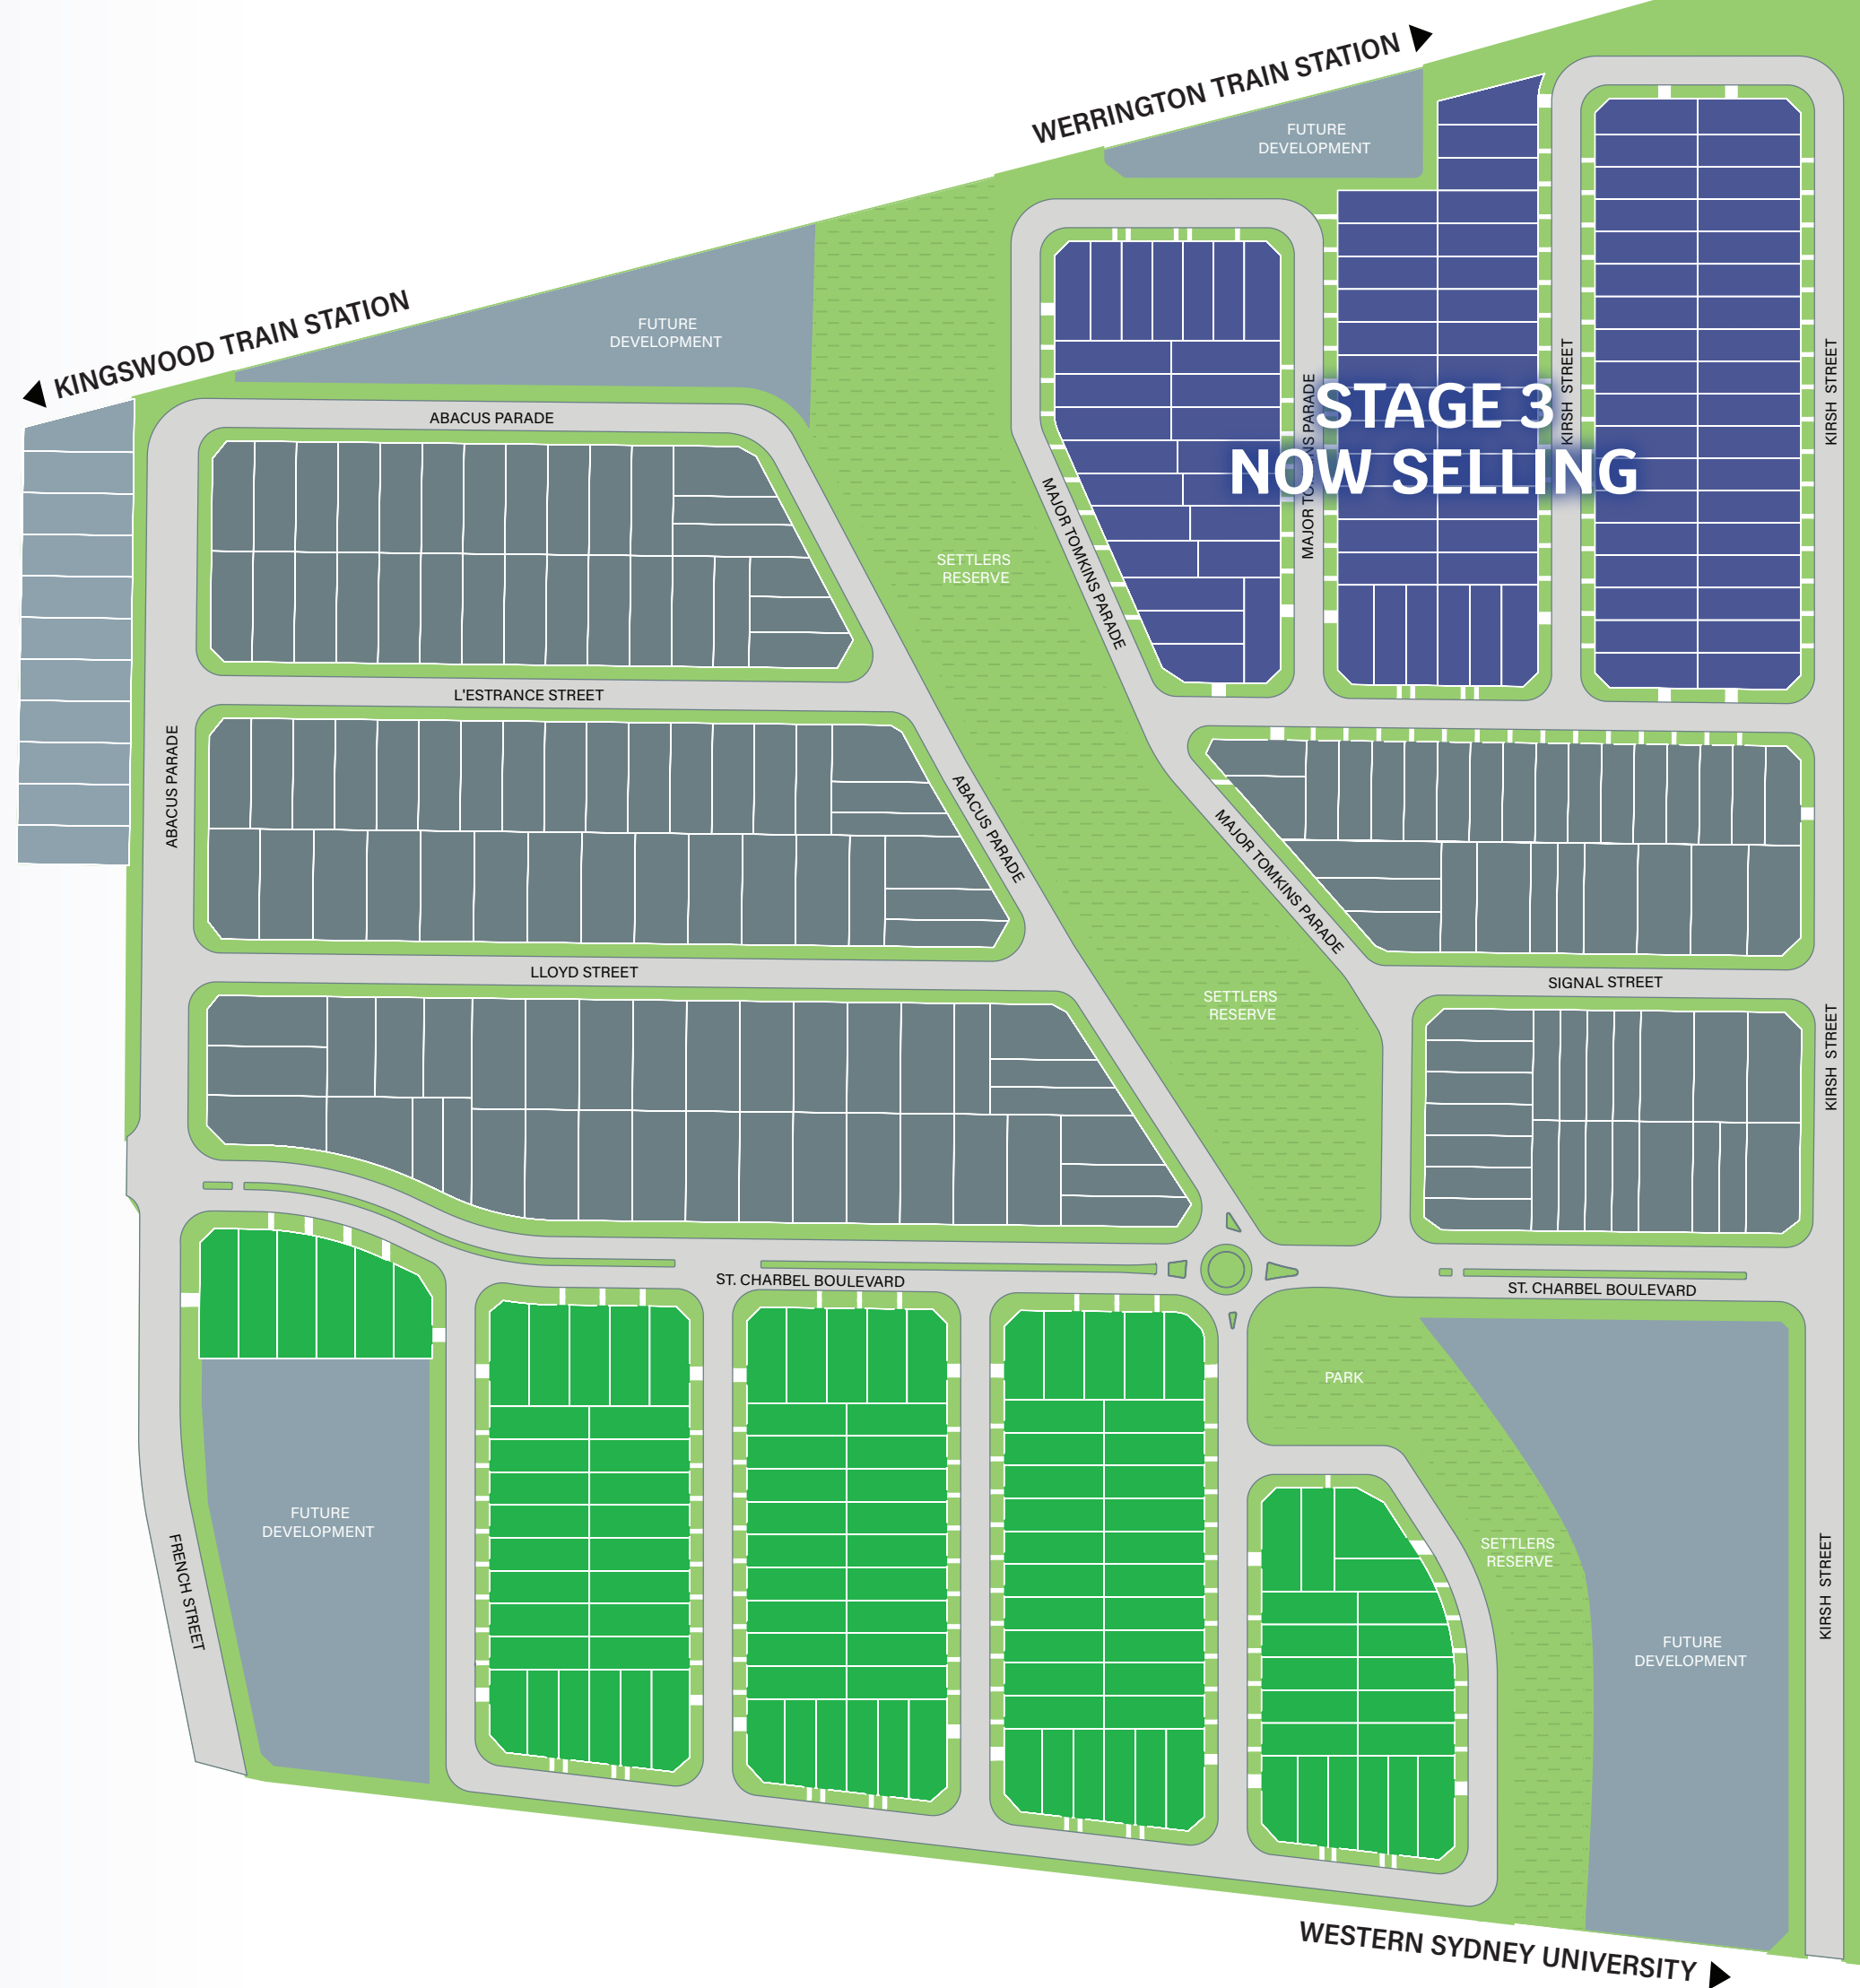 WERRINGTON TRAIN STATION
FUTURE
DEVELOPMENT
KINGSWOOD TRAIN STATION
FUTURE
DEVELOPMENT
ABACUS PARADE
STAGE 3
NOW SELLING
KIRSH STREET
KIRSH STREET
MAJOR TOMKINS PARADE
MAJOR TOMKINS PARADE
SETTLERS
RESERVE
L'ESTRANCE STREET
ABACUS PARADE
ABACUS PARADE
MAJOR TOMKINS PARADE
LLOYD STREET
SIGNAL STREET
SETTLERS
RESERVE
KIRSH STREET
ST. CHARBEL BOULEVARD
ST. CHARBEL BOULEVARD
PARK
FUTURE
DEVELOPMENT
SETTLERS
RESERVE
FRENCH STREET
KIRSH STREET
FUTURE
DEVELOPMENT
WESTERN SYDNEY UNIVERSITY